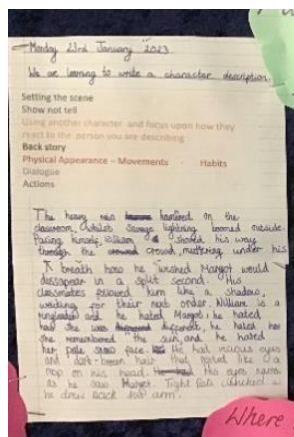 Monday 23rd January 2023
We are learning to write a character description.
Setting the scene
Show not tell
Using another character and focus upon how they
react to the person you are describing
Back story
Physical Appearance – Movements - Habits
Dialogue
Actions
The heavy rain hammered on the
classroom, whilst savage lightning boomed outside.
Pacing himself, William shoved his way
through the crowd, muttering under his
breath how he wished Margot would
dissapear in a split second. His
classmates followed him like a shadow,
waiting for their next order. William is a
ringleader and he hated Margot: he hated
how she was different, he hated how
she remembered the sun, and he hated
her pale face. He had vicious eyes
and dark-brown hair that rested like a
mop on his head. His eyes
as he saw Margot. Tight fists clenched as
he drew back his arm.
Where